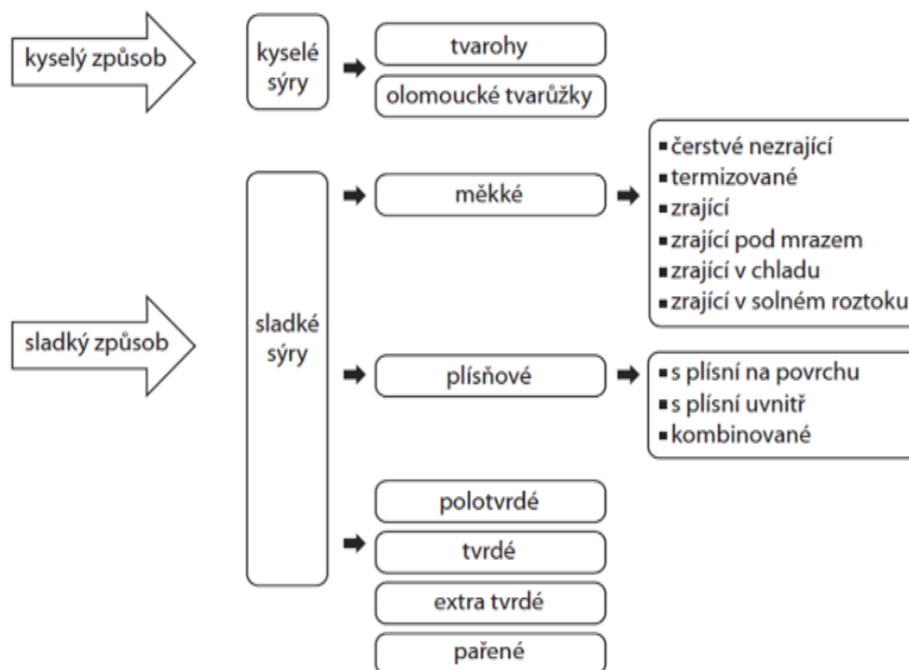 kyselý způsob
kyselé
sýry
tvarohy
olomoucké tvarůžky
sladký způsob
sladké
sýry
měkké
▪ čerstvé nezrající
▪ termizované
▪ zrající
▪ zrající pod mrazem
▪ zrající v chladu
▪ zrající v solném roztoku
plísňové
▪ s plísní na povrchu
▪ s plísní uvnitř
▪ kombinované
polotvrdé
tvrdé
extra tvrdé
pařené